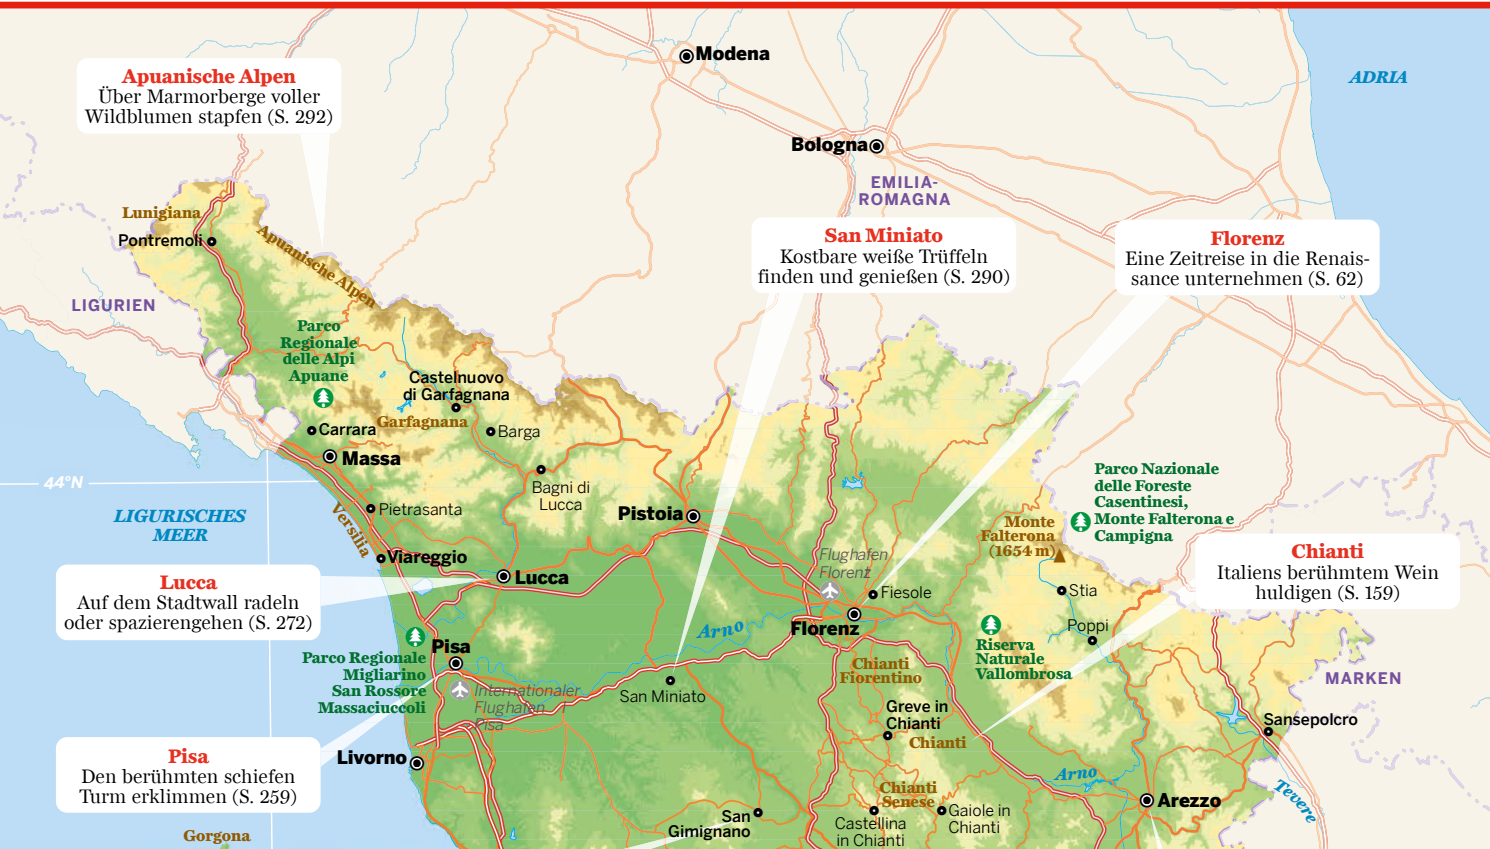 Modena
ADRIA
Apuanische Alpen
Über Marmorberge voller
Wildblumen stapfen (S. 292)
Bologna
EMILIA-
ROMAGNA
Lunigiana
Pontremoli
Apuanische Alpen
San Miniato
Kostbare weiße Trüffeln
finden und genießen (S. 290)
Florenz
Eine Zeitreise in die Renais-
sance unternehmen (S. 62)
LIGURIEN
Parco
Regionale
delle Alpi
Apuane
Castelnuovo
di Garfagnana
Garfagnana
Carrara
Barga
Massa
44°N
Bagni di
Lucca
Pietrasanta
Versilia
LIGURISCHES
MEER
Pistoia
Parco Nazionale
delle Foreste
Casentinesi,
Monte Falterona e
Campigna
Monte
Falterona
(1654 m)
Viareggio
Flughafen
Florenz
Chianti
Italiens berühmtem Wein
huldigen (S. 159)
Lucca
Auf dem Stadtwall radeln
oder spazierengehen (S. 272)
Lucca
Fiesole
Stia
Florenz
Arno
Poppi
Pisa
Parco Regionale
Migliarino
San Rossore
Massaciuccoli
Riserva
Naturale
Vallombrosa
Chianti
Fiorentino
MARKEN
Internationaler
Flughafen
Pisa
San Miniato
Greve in
Chianti
Chianti
Sansepolcro
Livorno
Pisa
Den berühmten schiefen
Turm erklimmen (S. 259)
Arno
Tevere
Chianti
Senese
Arezzo
San
Gimignano
Castellina
in Chianti
Gaiole in
Chianti
Gorgona